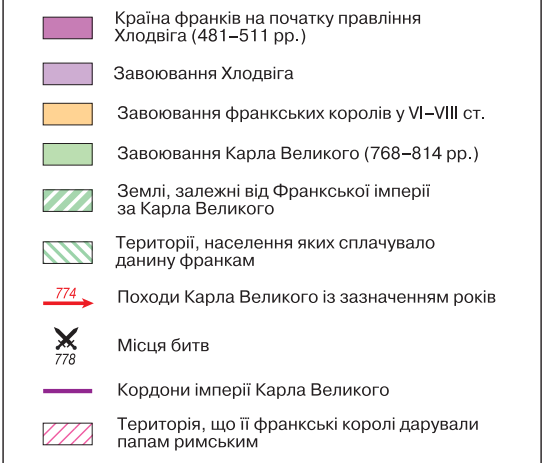 Країна франків на початку правління
Хлодвіга (481–511 рр.)
Завоювання Хлодвіга
Завоювання франкських королів у VI–VIII ст.
Завоювання Карла Великого (768–814 рр.)
Землі, залежні від Франкської імперії
за Карла Великого
Території, населення яких сплачувало
данину франкам
774
Походи Карла Великого із зазначенням років
Місця битв
778
Кордони імперії Карла Великого
Територія, що її франкські королі дарували
папам римським